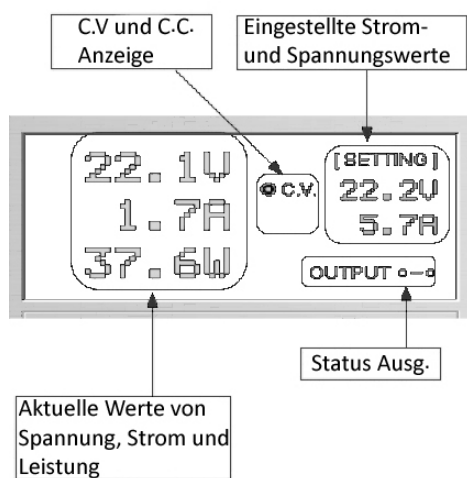 C.V und C.C.
Anzeige
Eingestellte Strom-
und Spannungswerte
22.1V
1.7A
37.6W
C.V.
[SETTING]
22.2V
5.7A
OUTPUT
Status Ausg.
Aktuelle Werte von
Spannung, Strom und
Leistung